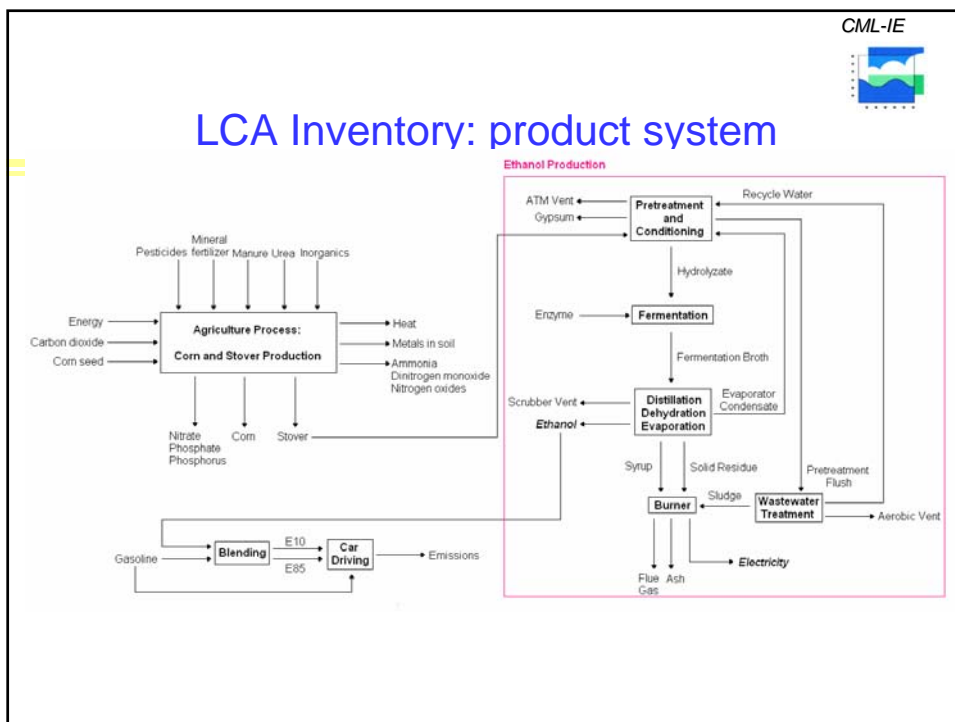 CML-IE
LCA Inventory: product system
Ethanol Production
Recycle Water
ATM Vent
Gypsum
Pretreatment
and
Conditioning
Mineral
Pesticides fertilizer Manure Urea Inorganics
Hydrolyzate
Energy
Carbon dioxide
Corn seed
Agriculture Process:
Corn and Stover Production
Heat
Metals in soil
Ammonia
Dinitrogen monoxide
Nitrogen oxides
Enzyme
Fermentation
Fermentation Broth
Scrubber Vent
Ethanol
Distillation
Dehydration
Evaporation
Evaporator
Condensate
Nitrate
Phosphate
Phosphorus
Corn
Stover
Syrup
Solid Residue
Pretreatment
Flush
Burner
Sludge
Wastewater
Treatment
Aerobic Vent
Gasoline
Blending
E10
E85
Car
Driving
Emissions
Electricity
Flue
Gas
Ash